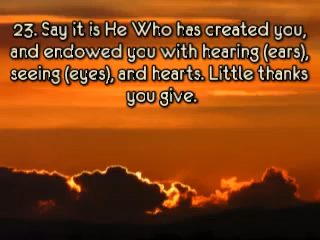 23. Say it is He Who has created you,
and endowed you with hearing (ears),
seeing (eyes), and hearts. Little thanks
you give.